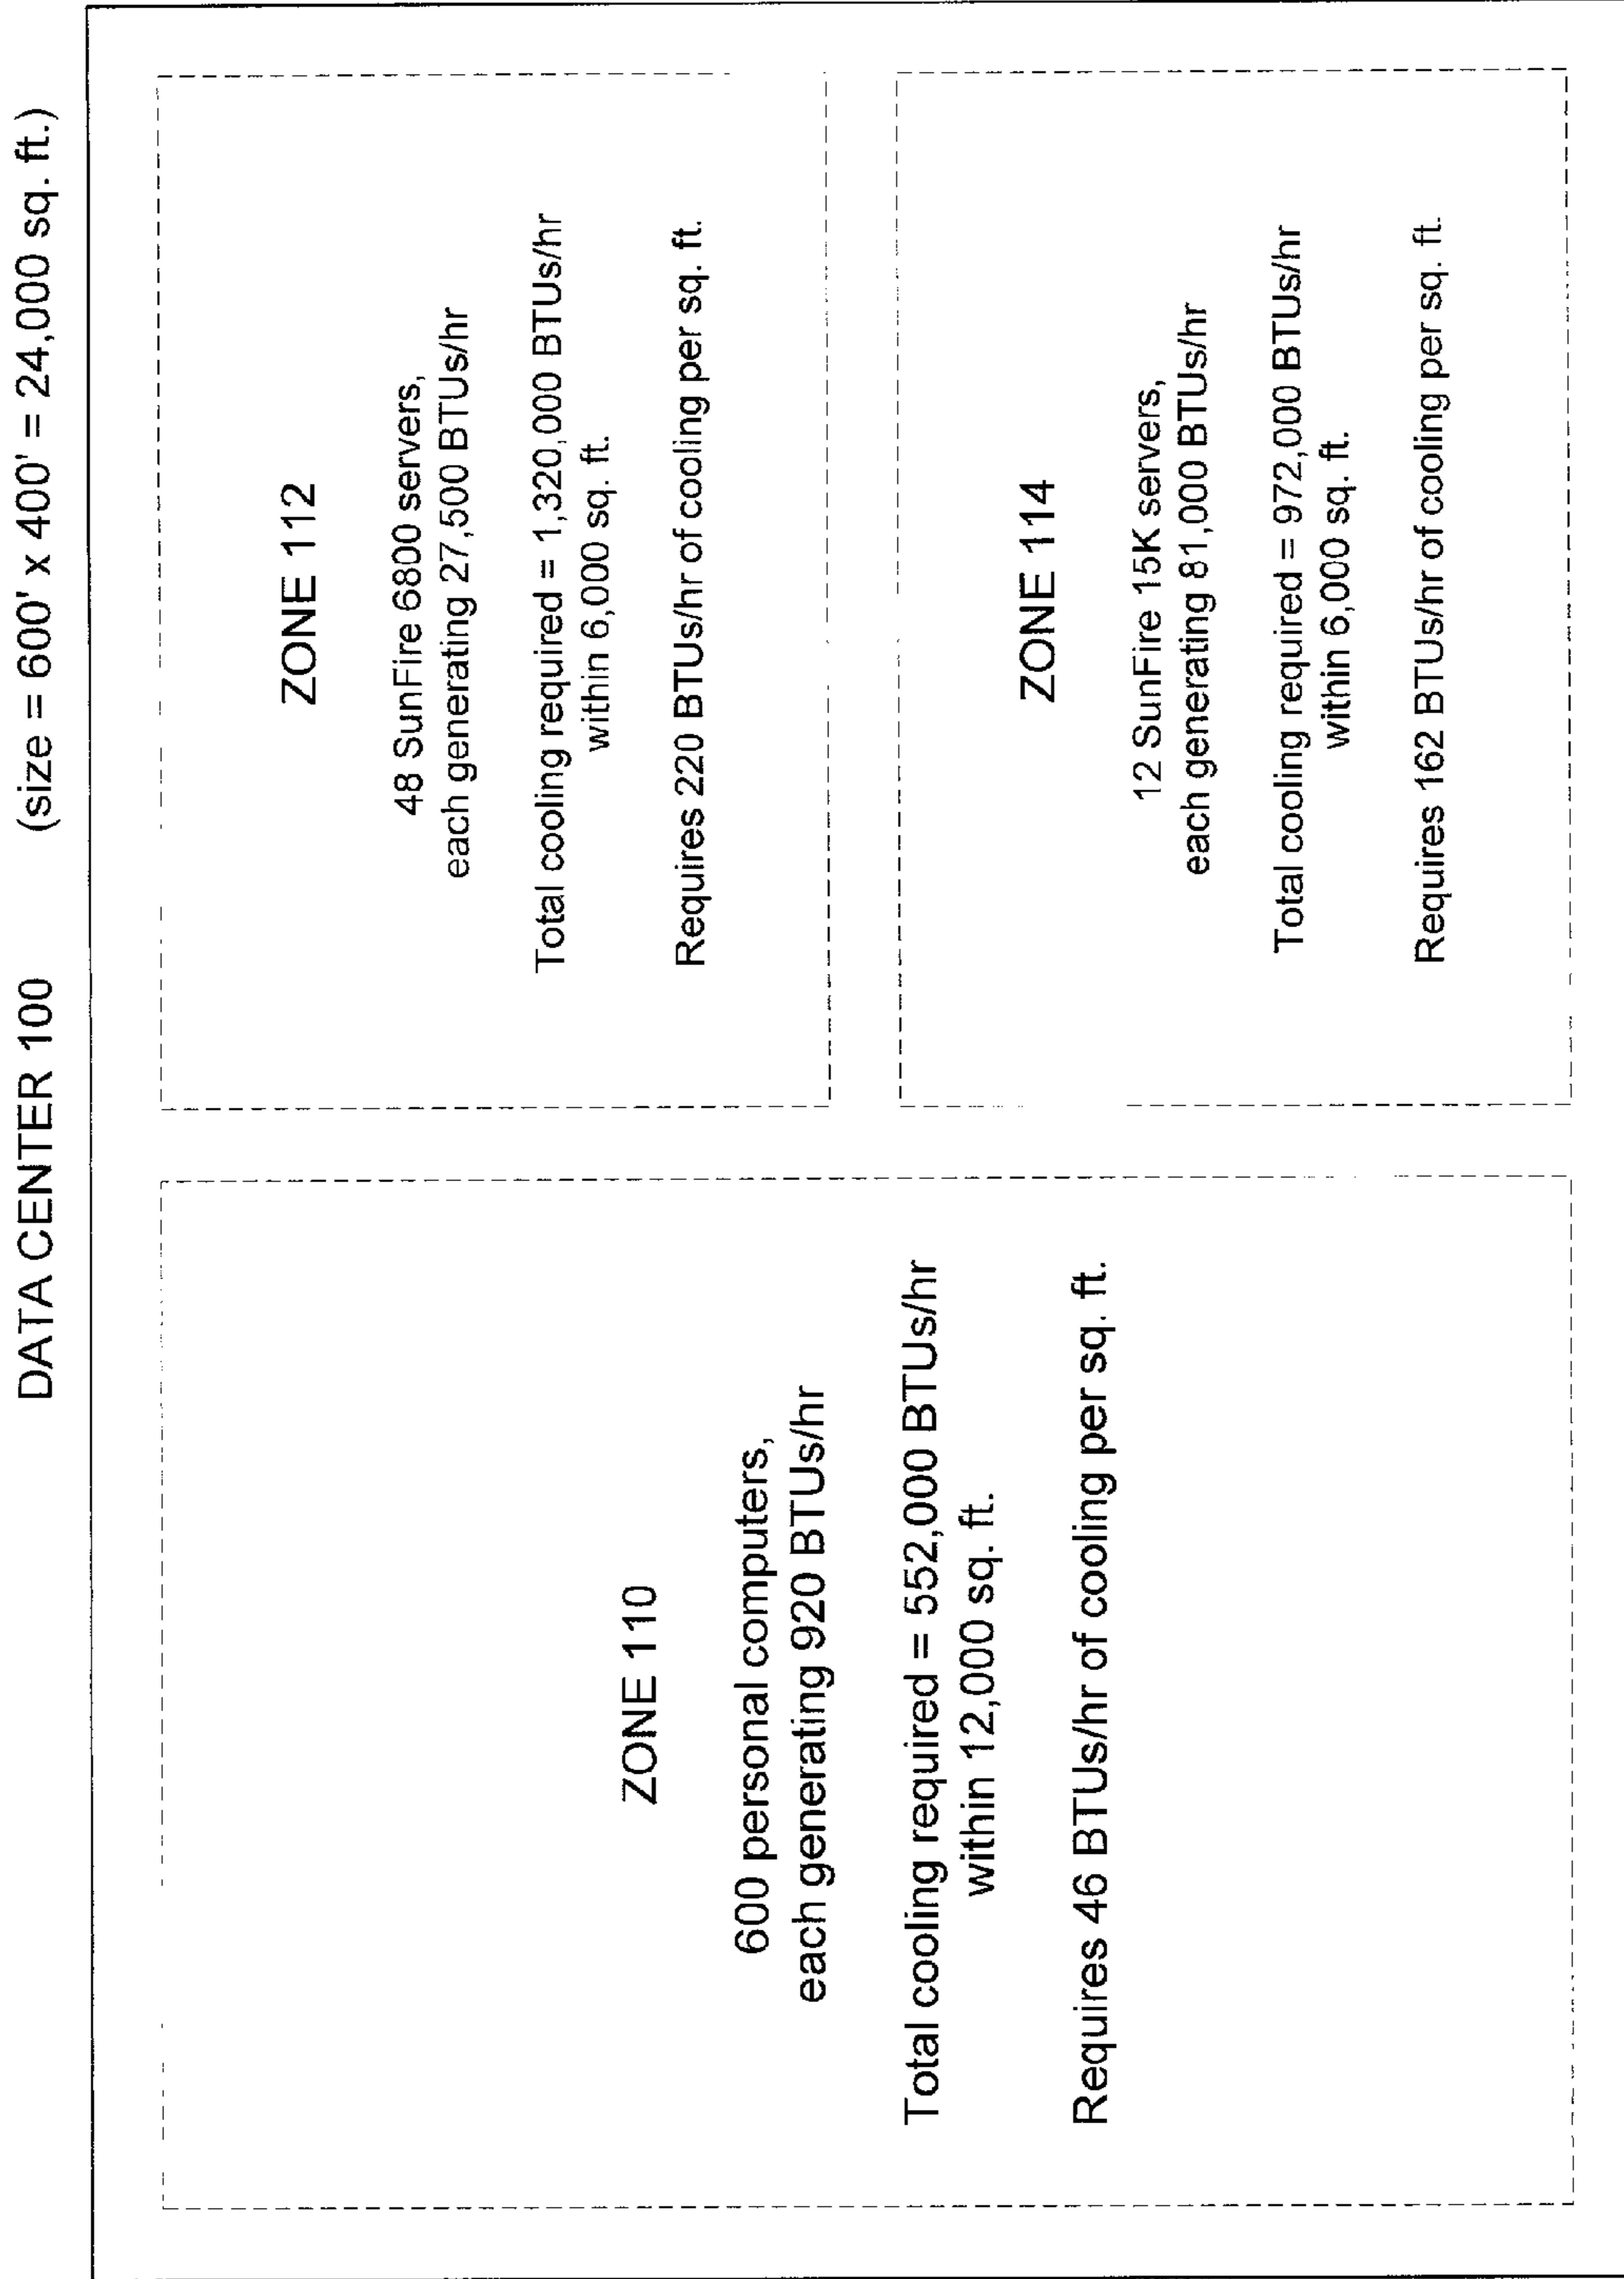 DATA CENTER 100 (size = 600' x 400' = 24,000 sq. ft.)
ZONE 110
600 personal computers,
each generating 920 BTUs/hr
Total cooling required = 552,000 BTUs/hr
within 12,000 sq. ft.
Requires 46 BTUs/hr of cooling per sq. ft.
ZONE 112
48 SunFire 6800 servers,
each generating 27,500 BTUs/hr
Total cooling required = 1,320,000 BTUs/hr
within 6,000 sq. ft.
Requires 220 BTUs/hr of cooling per sq. ft.
ZONE 114
12 SunFire 15K servers,
each generating 81,000 BTUs/hr
Total cooling required = 972,000 BTUs/hr
within 6,000 sq. ft.
Requires 162 BTUs/hr of cooling per sq. ft.